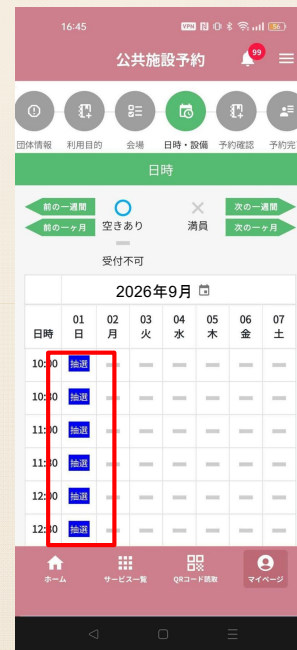 16:45
VPN 56
公共施設予約
99
団体情報 利用目的 会場 日時・設備 予約確認 予約完
日時
前の一週間 空きあり 満員 次の一週間
前の一ヶ月 次の一ヶ月
受付不可
2026年9月
日時 01 日 02 月 03 火 04 水 05 木 06 金 07 土
10:00 抽選
10:30 抽選
11:00 抽選
11:30 抽選
12:00 抽選
12:30 抽選
ホーム サービス一覧 QRコード読取 マイページ